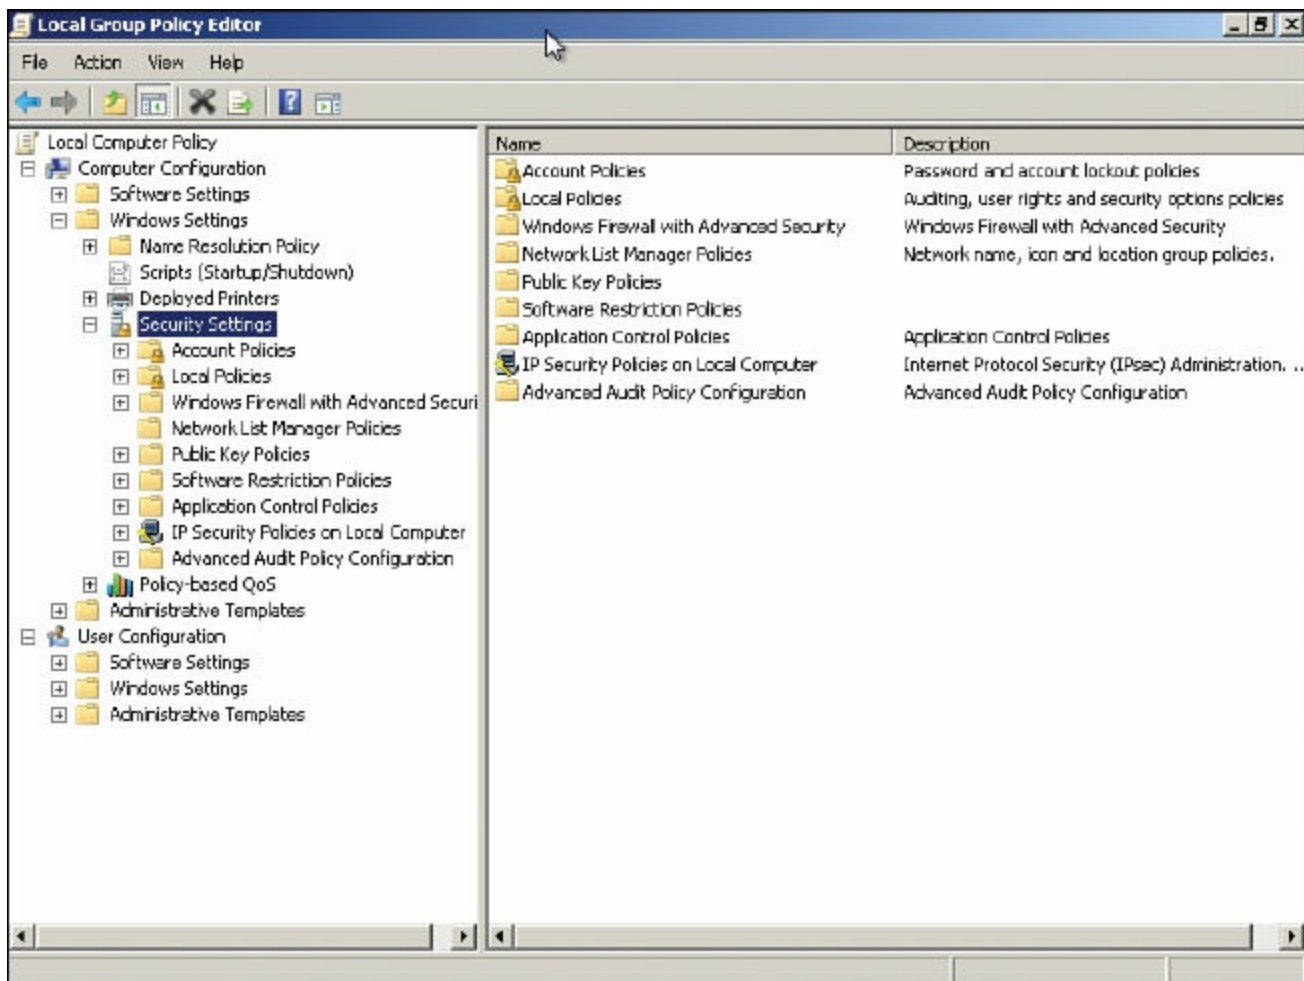 Local Group Policy Editor
File Action View Help
Local Computer Policy
Computer Configuration
Software Settings
Windows Settings
Name Resolution Policy
Scripts (Startup/Shutdown)
Deployed Printers
Security Settings
Account Policies
Local Policies
Windows Firewall with Advanced Securi
Network List Manager Policies
Public Key Policies
Software Restriction Policies
Application Control Policies
IP Security Policies on Local Computer
Advanced Audit Policy Configuration
Policy-based QoS
Administrative Templates
User Configuration
Software Settings
Windows Settings
Administrative Templates
Name Description
Account Policies Password and account lockout policies
Local Policies Auditing, user rights and security options policies
Windows Firewall with Advanced Security Windows Firewall with Advanced Security
Network List Manager Policies Network name, icon and location group policies.
Public Key Policies
Software Restriction Policies
Application Control Policies Application Control Policies
IP Security Policies on Local Computer Internet Protocol Security (IPsec) Administration. ...
Advanced Audit Policy Configuration Advanced Audit Policy Configuration